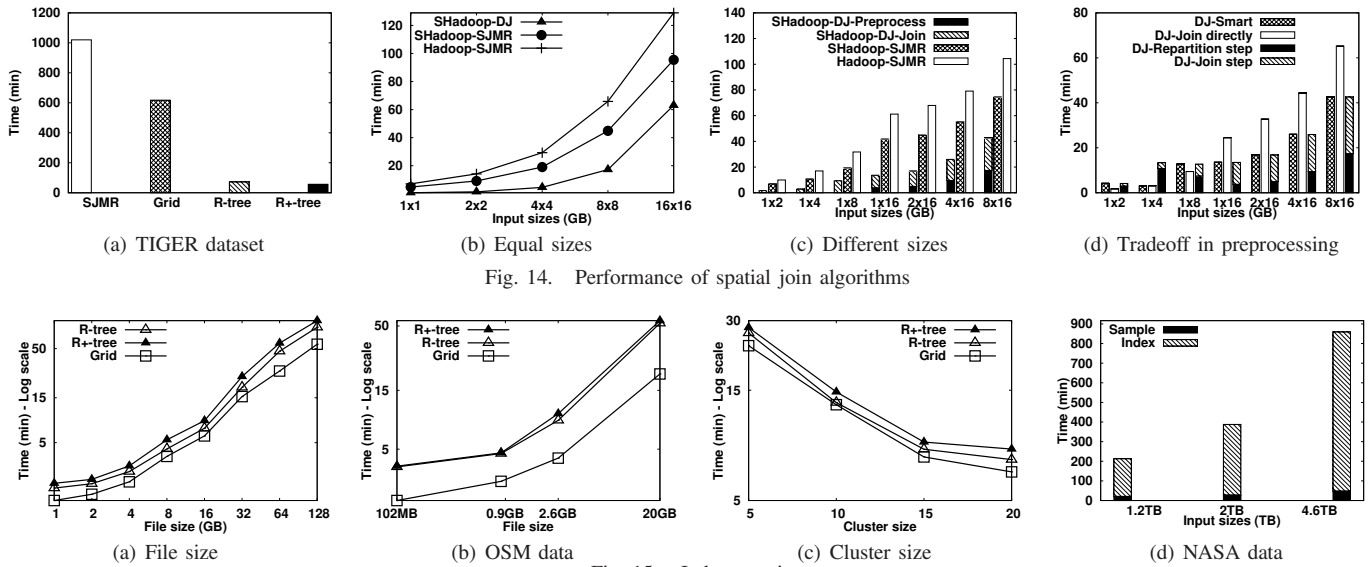 Time (min)
1200
1000
800
600
400
200
0
SJMR Grid R-tree R+-tree
(a) TIGER dataset
Time (min)
120
100
80
60
40
20
SHadoop-DJ
SHadoop-SJMR
Hadoop-SJMR
1x1 2x2 4x4 8x8 16x16
Input sizes (GB)
(b) Equal sizes
Time (min)
140
120
100
80
60
40
20
0
SHadoop-DJ-Preprocess
SHadoop-DJ-Join
SHadoop-SJMR
Hadoop-SJMR
1x2 1x4 1x8 1x16 2x16 4x16 8x16
Input sizes (GB)
(c) Different sizes
Time (min)
80
60
40
20
0
DJ-Smart
DJ-Join directly
DJ-Repartition step
DJ-Join step
1x2 1x4 1x8 1x16 2x16 4x16 8x16
Input sizes (GB)
(d) Tradeoff in preprocessing
Fig. 14. Performance of spatial join algorithms
Time (min) - Log scale
50
15
5
R-tree
R+-tree
Grid
1 2 4 8 16 32 64 128
File size (GB)
(a) File size
Time (min) - Log scale
50
15
5
R+-tree
R-tree
Grid
102MB 0.9GB 2.6GB 20GB
File size
(b) OSM data
Time (min) - Log scale
30
15
5
R+-tree
R-tree
Grid
5 10 15 20
Cluster size
(c) Cluster size
Time (min)
900
800
700
600
500
400
300
200
100
0
Sample
Index
1.2TB 2TB 4.6TB
Input sizes (TB)
(d) NASA data